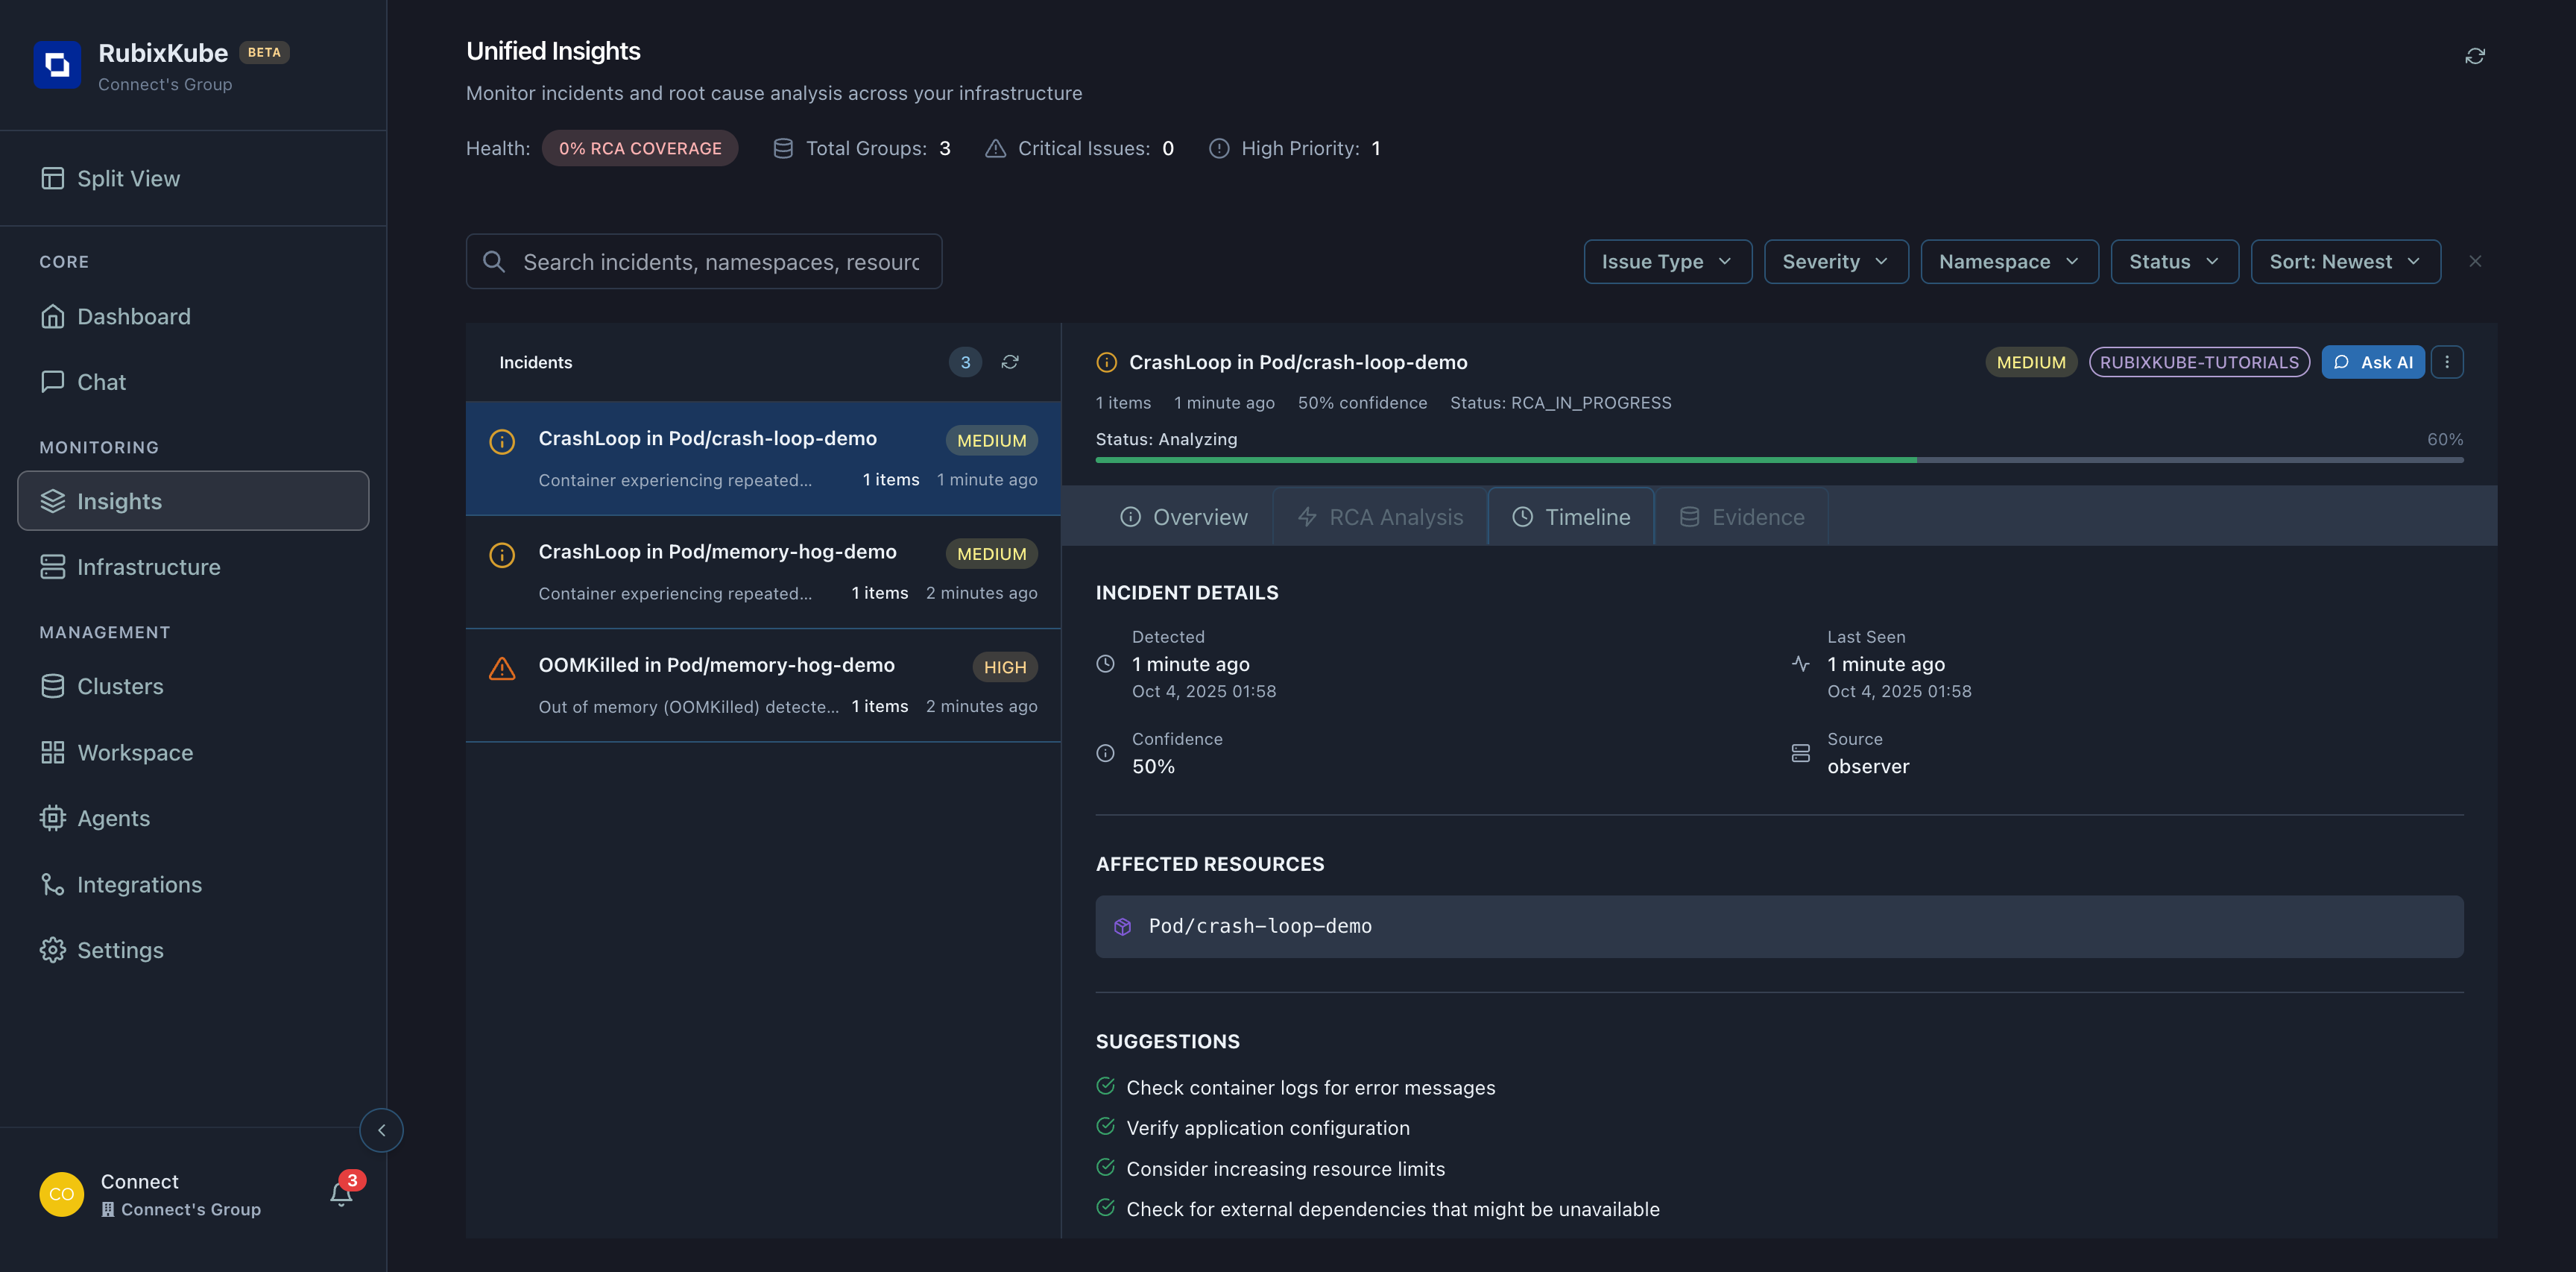 RubixKube BETA
Connect's Group
Split View
CORE
Dashboard
Chat
MONITORING
Insights
Infrastructure
MANAGEMENT
Clusters
Workspace
Agents
Integrations
Settings
CO
Connect
Connect's Group
3
Unified Insights
Monitor incidents and root cause analysis across your infrastructure
Health: 0% RCA COVERAGE Total Groups: 3 Critical Issues: 0 High Priority: 1
Search incidents, namespaces, resourc
Issue Type Severity Namespace Status Sort: Newest
Incidents 3
CrashLoop in Pod/crash-loop-demo MEDIUM
Container experiencing repeated... 1 items 1 minute ago
CrashLoop in Pod/memory-hog-demo MEDIUM
Container experiencing repeated... 1 items 2 minutes ago
OOMKilled in Pod/memory-hog-demo HIGH
Out of memory (OOMKilled) detecte... 1 items 2 minutes ago
CrashLoop in Pod/crash-loop-demo MEDIUM RUBIXKUBE-TUTORIALS Ask AI
1 items 1 minute ago 50% confidence Status: RCA_IN_PROGRESS
Status: Analyzing 60%
Overview RCA Analysis Timeline Evidence
INCIDENT DETAILS
Detected
1 minute ago
Oct 4, 2025 01:58
Last Seen
1 minute ago
Oct 4, 2025 01:58
Confidence
50%
Source
observer
AFFECTED RESOURCES
Pod/crash-loop-demo
SUGGESTIONS
Check container logs for error messages
Verify application configuration
Consider increasing resource limits
Check for external dependencies that might be unavailable